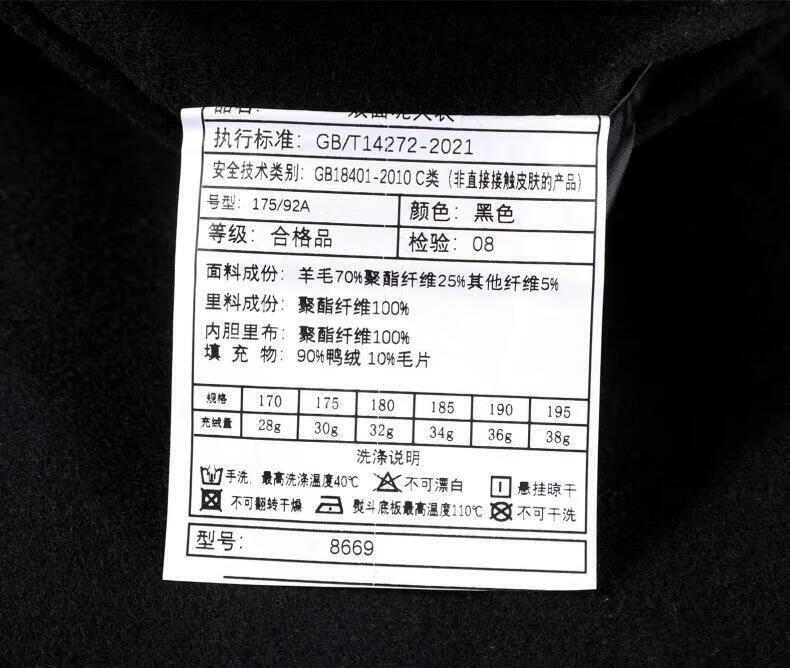 执行标准: GB/T14272-2021
安全技术类别: GB18401-2010 C类 (非直接接触皮肤的产品)
号型: 175/92A 颜色: 黑色
等级: 合格品 检验: 08
面料成份: 羊毛70%聚酯纤维25%其他纤维5%
里料成份: 聚酯纤维100%
内胆里布: 聚酯纤维100%
填 充 物: 90%鸭绒 10%毛片
规格 170 175 180 185 190 195
充绒量 28g 30g 32g 34g 36g 38g
洗涤说明
手洗, 最高洗涤温度40℃ 不可漂白 悬挂晾干
不可翻转干燥 熨斗底板最高温度110℃ 不可干洗
型号: 8669